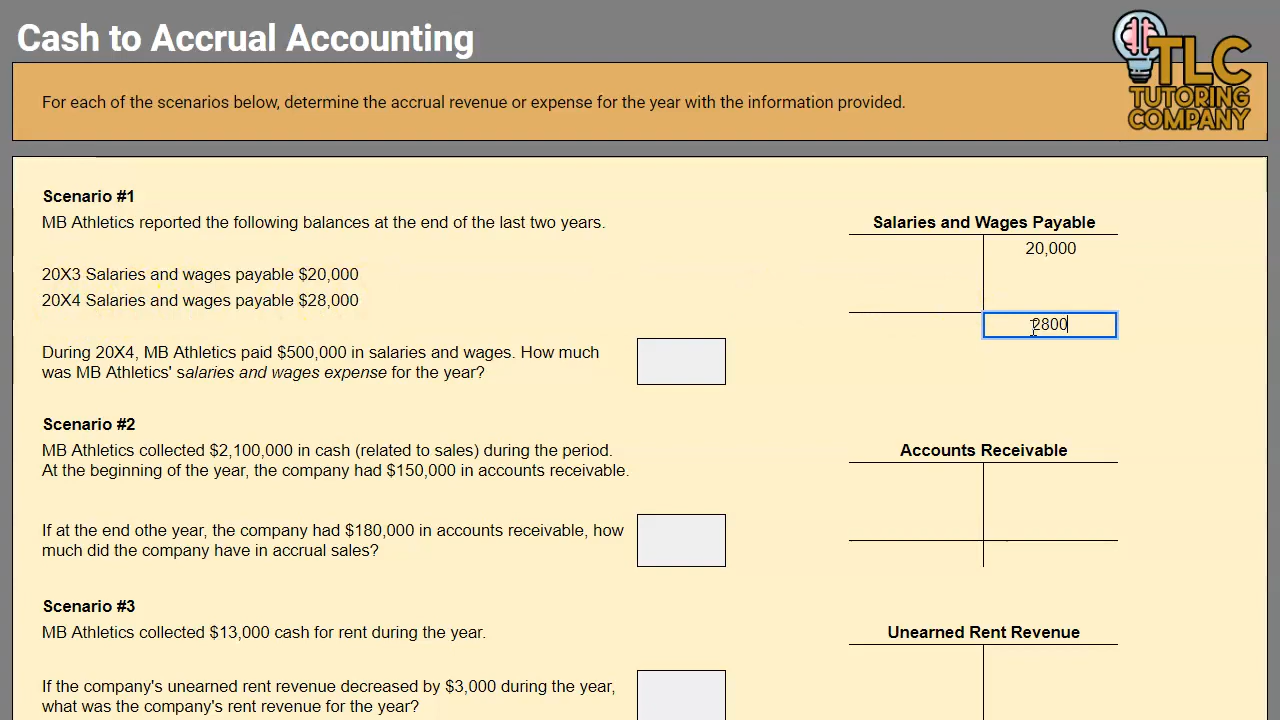 Cash to Accrual Accounting
TLC
TUTORING
COMPANY
For each of the scenarios below, determine the accrual revenue or expense for the year with the information provided.
Scenario #1
MB Athletics reported the following balances at the end of the last two years.
20X3 Salaries and wages payable $20,000
20X4 Salaries and wages payable $28,000
During 20X4, MB Athletics paid $500,000 in salaries and wages. How much
was MB Athletics' salaries and wages expense for the year?
Salaries and Wages Payable
20,000
2800
Scenario #2
MB Athletics collected $2,100,000 in cash (related to sales) during the period.
At the beginning of the year, the company had $150,000 in accounts receivable.
If at the end othe year, the company had $180,000 in accounts receivable, how
much did the company have in accrual sales?
Accounts Receivable
Scenario #3
MB Athletics collected $13,000 cash for rent during the year.
If the company's unearned rent revenue decreased by $3,000 during the year,
what was the company's rent revenue for the year?
Unearned Rent Revenue